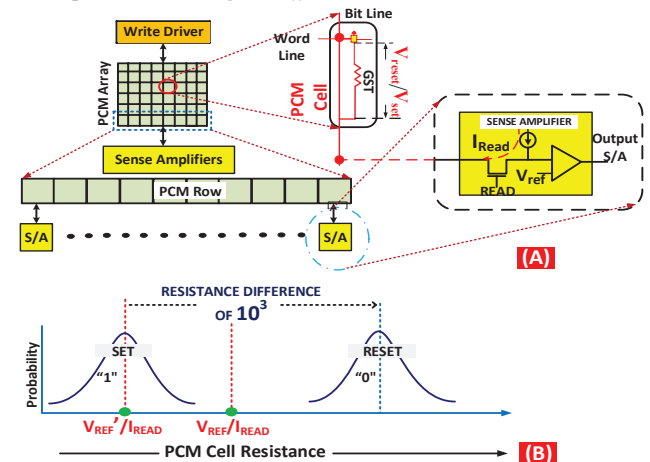 Write Driver
PCM Array
Sense Amplifiers
Bit Line
Word
Line
PCM
Cell
GST
Vreset/Vset
SENSE AMPLIFIER
IRead
READ
Vref
Output
S/A
PCM Row
S/A
S/A
(A)
RESISTANCE DIFFERENCE
OF 10³
Probability
SET
"1"
RESET
"0"
VREF'/IREAD
VREF/IREAD
PCM Cell Resistance
(B)